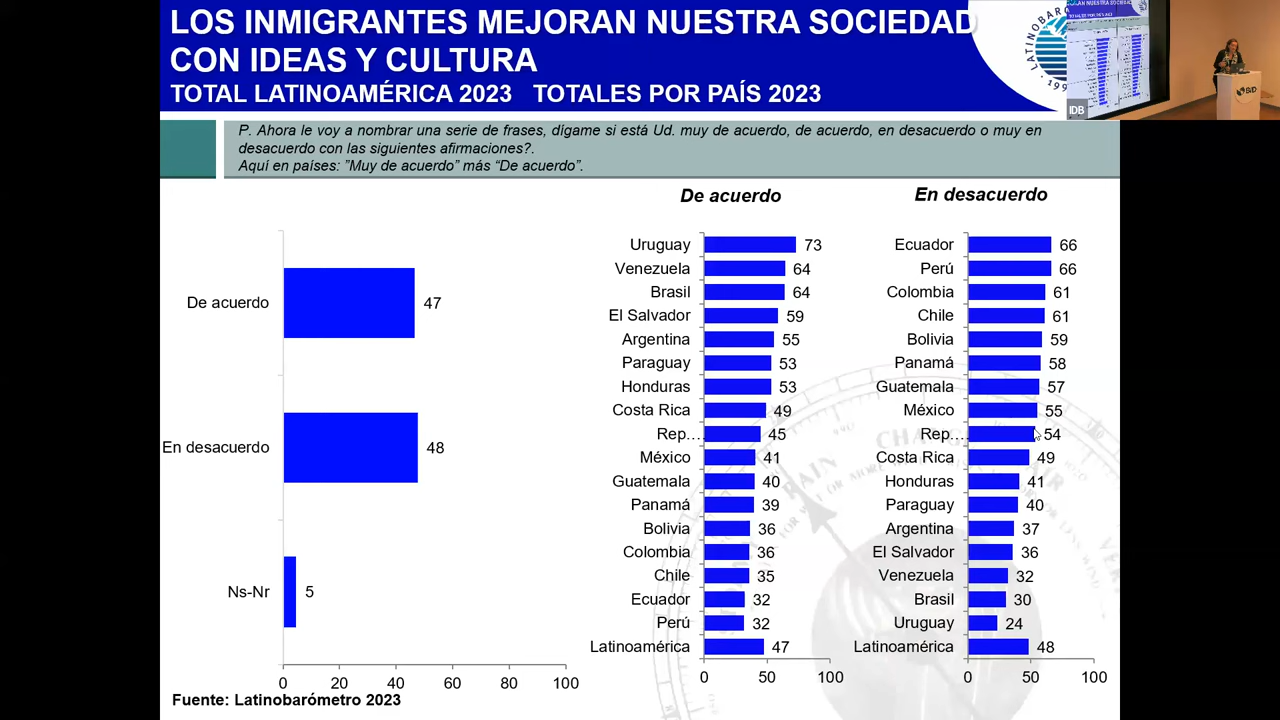 LOS INMIGRANTES MEJORAN NUESTRA SOCIEDAD
CON IDEAS Y CULTURA
TOTAL LATINOAMÉRICA 2023 TOTALES POR PAÍS 2023
IDB
BID
P. Ahora le voy a nombrar una serie de frases, dígame si está Ud. muy de acuerdo, de acuerdo, en desacuerdo o muy en
desacuerdo con las siguientes afirmaciones?.
Aquí en países: ”Muy de acuerdo” más “De acuerdo”.
De acuerdo 47
En desacuerdo 48
Ns-Nr 5
0 20 40 60 80 100
De acuerdo
Uruguay 73
Venezuela 64
Brasil 64
El Salvador 59
Argentina 55
Paraguay 53
Honduras 53
Costa Rica 49
Rep.… 45
México 41
Guatemala 40
Panamá 39
Bolivia 36
Colombia 36
Chile 35
Ecuador 32
Perú 32
Latinoamérica 47
0 50 100
En desacuerdo
Ecuador 66
Perú 66
Colombia 61
Chile 61
Bolivia 59
Panamá 58
Guatemala 57
México 55
Rep.… 54
Costa Rica 49
Honduras 41
Paraguay 40
Argentina 37
El Salvador 36
Venezuela 32
Brasil 30
Uruguay 24
Latinoamérica 48
0 50 100
Fuente: Latinobarómetro 2023